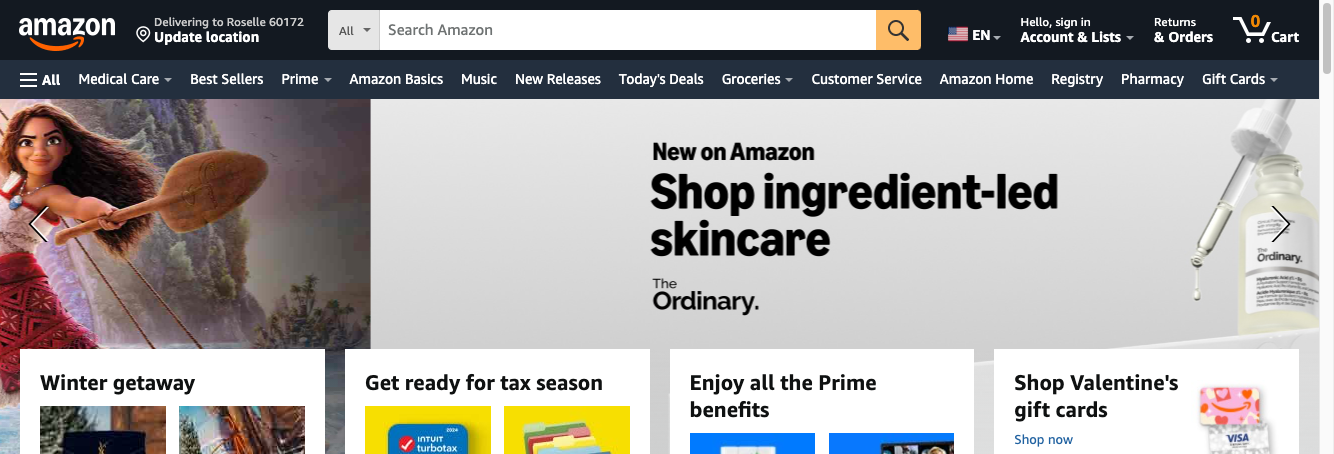 amazon
Delivering to Roselle 60172
Update location
All
Search Amazon
EN
Hello, sign in
Account & Lists
Returns
& Orders
0
Cart
All
Medical Care
Best Sellers
Prime
Amazon Basics
Music
New Releases
Today's Deals
Groceries
Customer Service
Amazon Home
Registry
Pharmacy
Gift Cards
New on Amazon
Shop ingredient-led
skincare
The
Ordinary.
The
Ordinary.
Winter getaway
Get ready for tax season
2024
INTUIT
turbotax
Enjoy all the Prime
benefits
Shop Valentine's
gift cards
Shop now
VISA